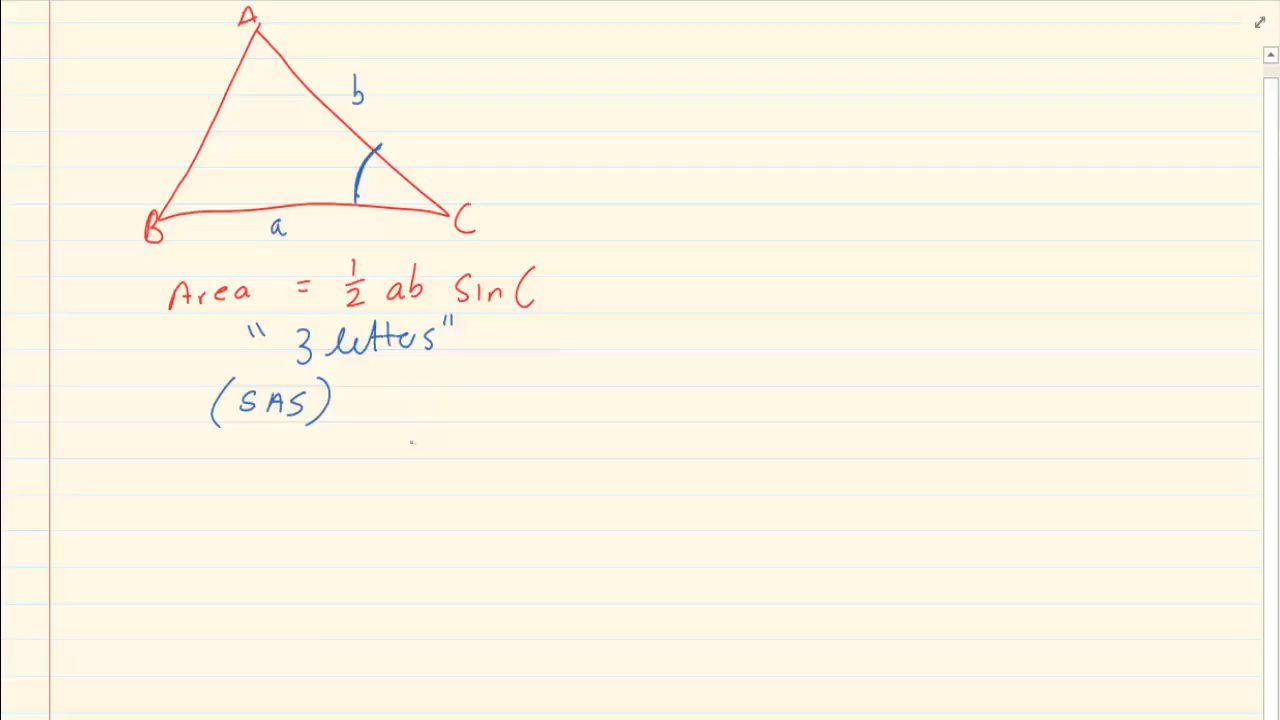 A
b
B
a
C
Area = 1/2 ab Sin C
" 3 letters "
(SAS)